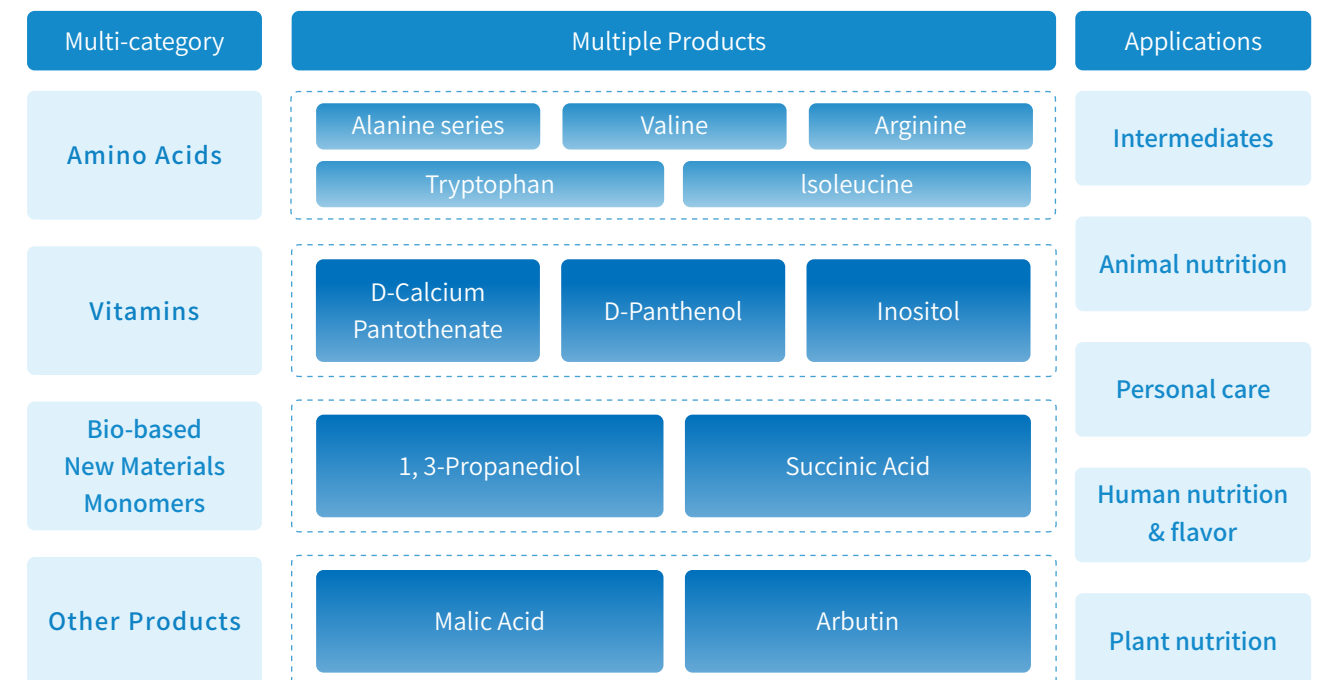 Multi-category
Multiple Products
Applications
Amino Acids
Alanine series
Valine
Arginine
Tryptophan
lsoleucine
Vitamins
D-Calcium
Pantothenate
D-Panthenol
Inositol
Bio-based
New Materials
Monomers
1, 3-Propanediol
Succinic Acid
Other Products
Malic Acid
Arbutin
Intermediates
Animal nutrition
Personal care
Human nutrition
& flavor
Plant nutrition